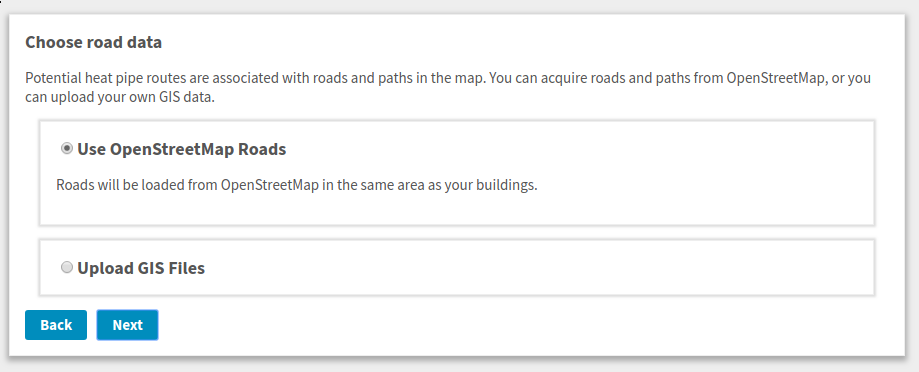 Choose road data
Potential heat pipe routes are associated with roads and paths in the map. You can acquire roads and paths from OpenStreetMap, or you
can upload your own GIS data.
Use OpenStreetMap Roads
Roads will be loaded from OpenStreetMap in the same area as your buildings.
Upload GIS Files
Back Next